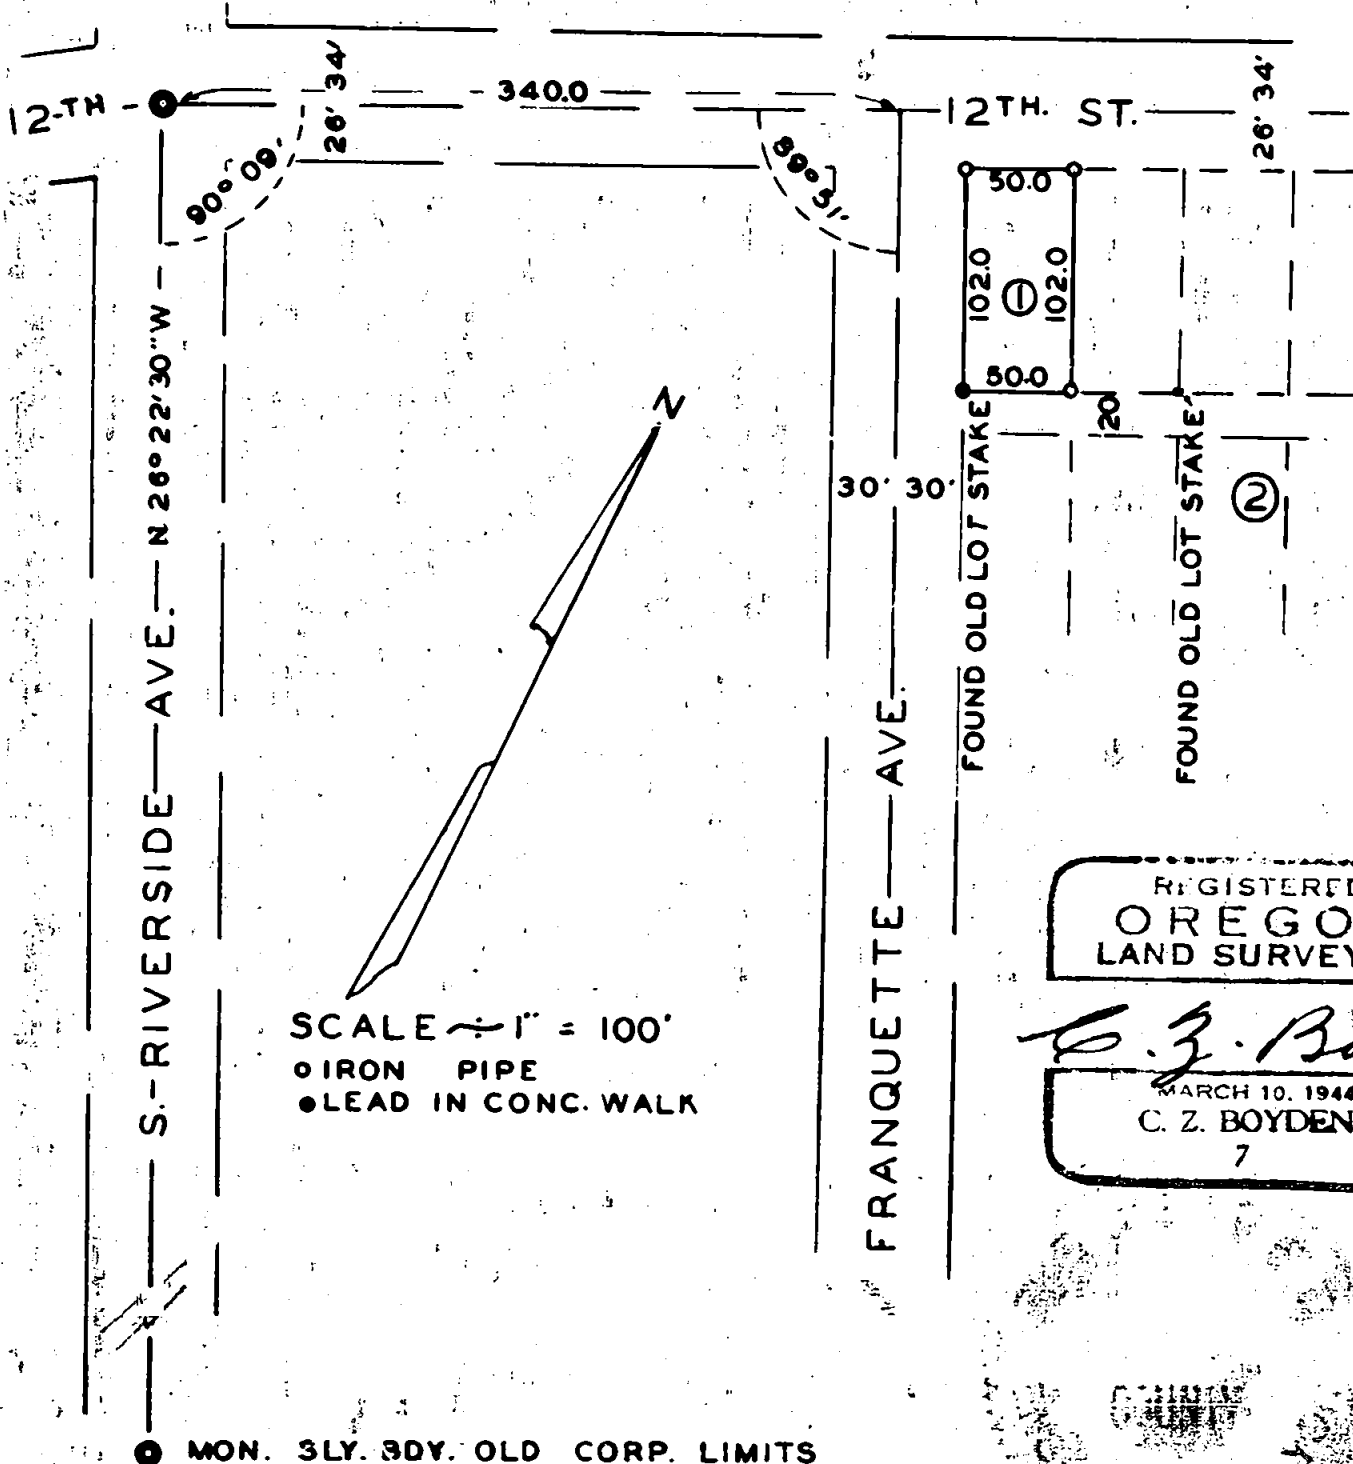 12-TH
340.0
12TH. ST.
26' 34'
26' 34'
90° 09'
89° 51'
50.0
102.0
①
102.0
50.0
20'
N 26° 22' 30" W
N
30' 30'
FOUND OLD LOT STAKE
FOUND OLD LOT STAKE
②
S. RIVERSIDE AVE.
FRANQUETTE AVE.
SCALE ~ 1" = 100'
○ IRON PIPE
● LEAD IN CONC. WALK
REGISTERED
OREGO
LAND SURVEY
C. Z. Bo
MARCH 10. 1944
C. Z. BOYDEN
7
MON. SLY. BDY. OLD CORP. LIMITS